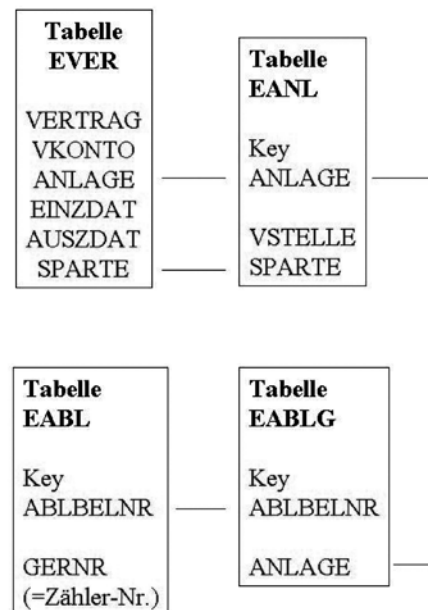 Tabelle
EVER
VERTRAG
VKONTO
ANLAGE
EINZDAT
AUSZDAT
SPARTE
Tabelle
EANL
Key
ANLAGE
VSTELLE
SPARTE
Tabelle
EABL
Key
ABLBELNR
GERNR
(=Zähler-Nr.)
Tabelle
EABLG
Key
ABLBELNR
ANLAGE